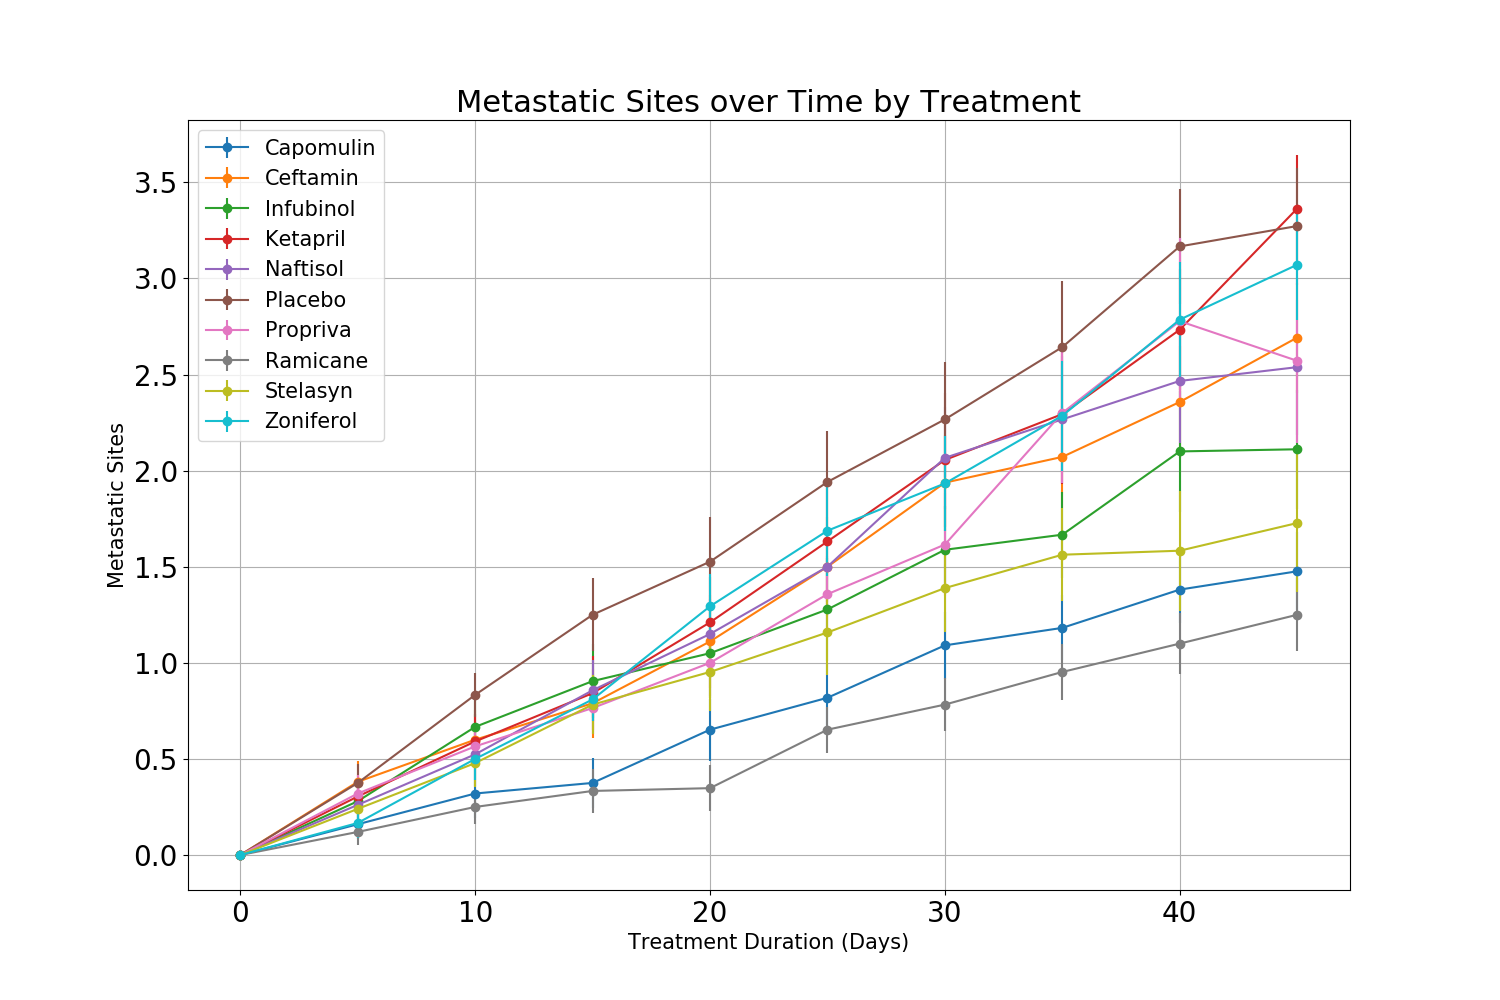 Metastatic Sites over Time by Treatment
Capomulin
Ceftamin
Infubinol
Ketapril
Naftisol
Placebo
Propriva
Ramicane
Stelasyn
Zoniferol
Metastatic Sites
3.5
3.0
2.5
2.0
1.5
1.0
0.5
0.0
0 10 20 30 40
Treatment Duration (Days)